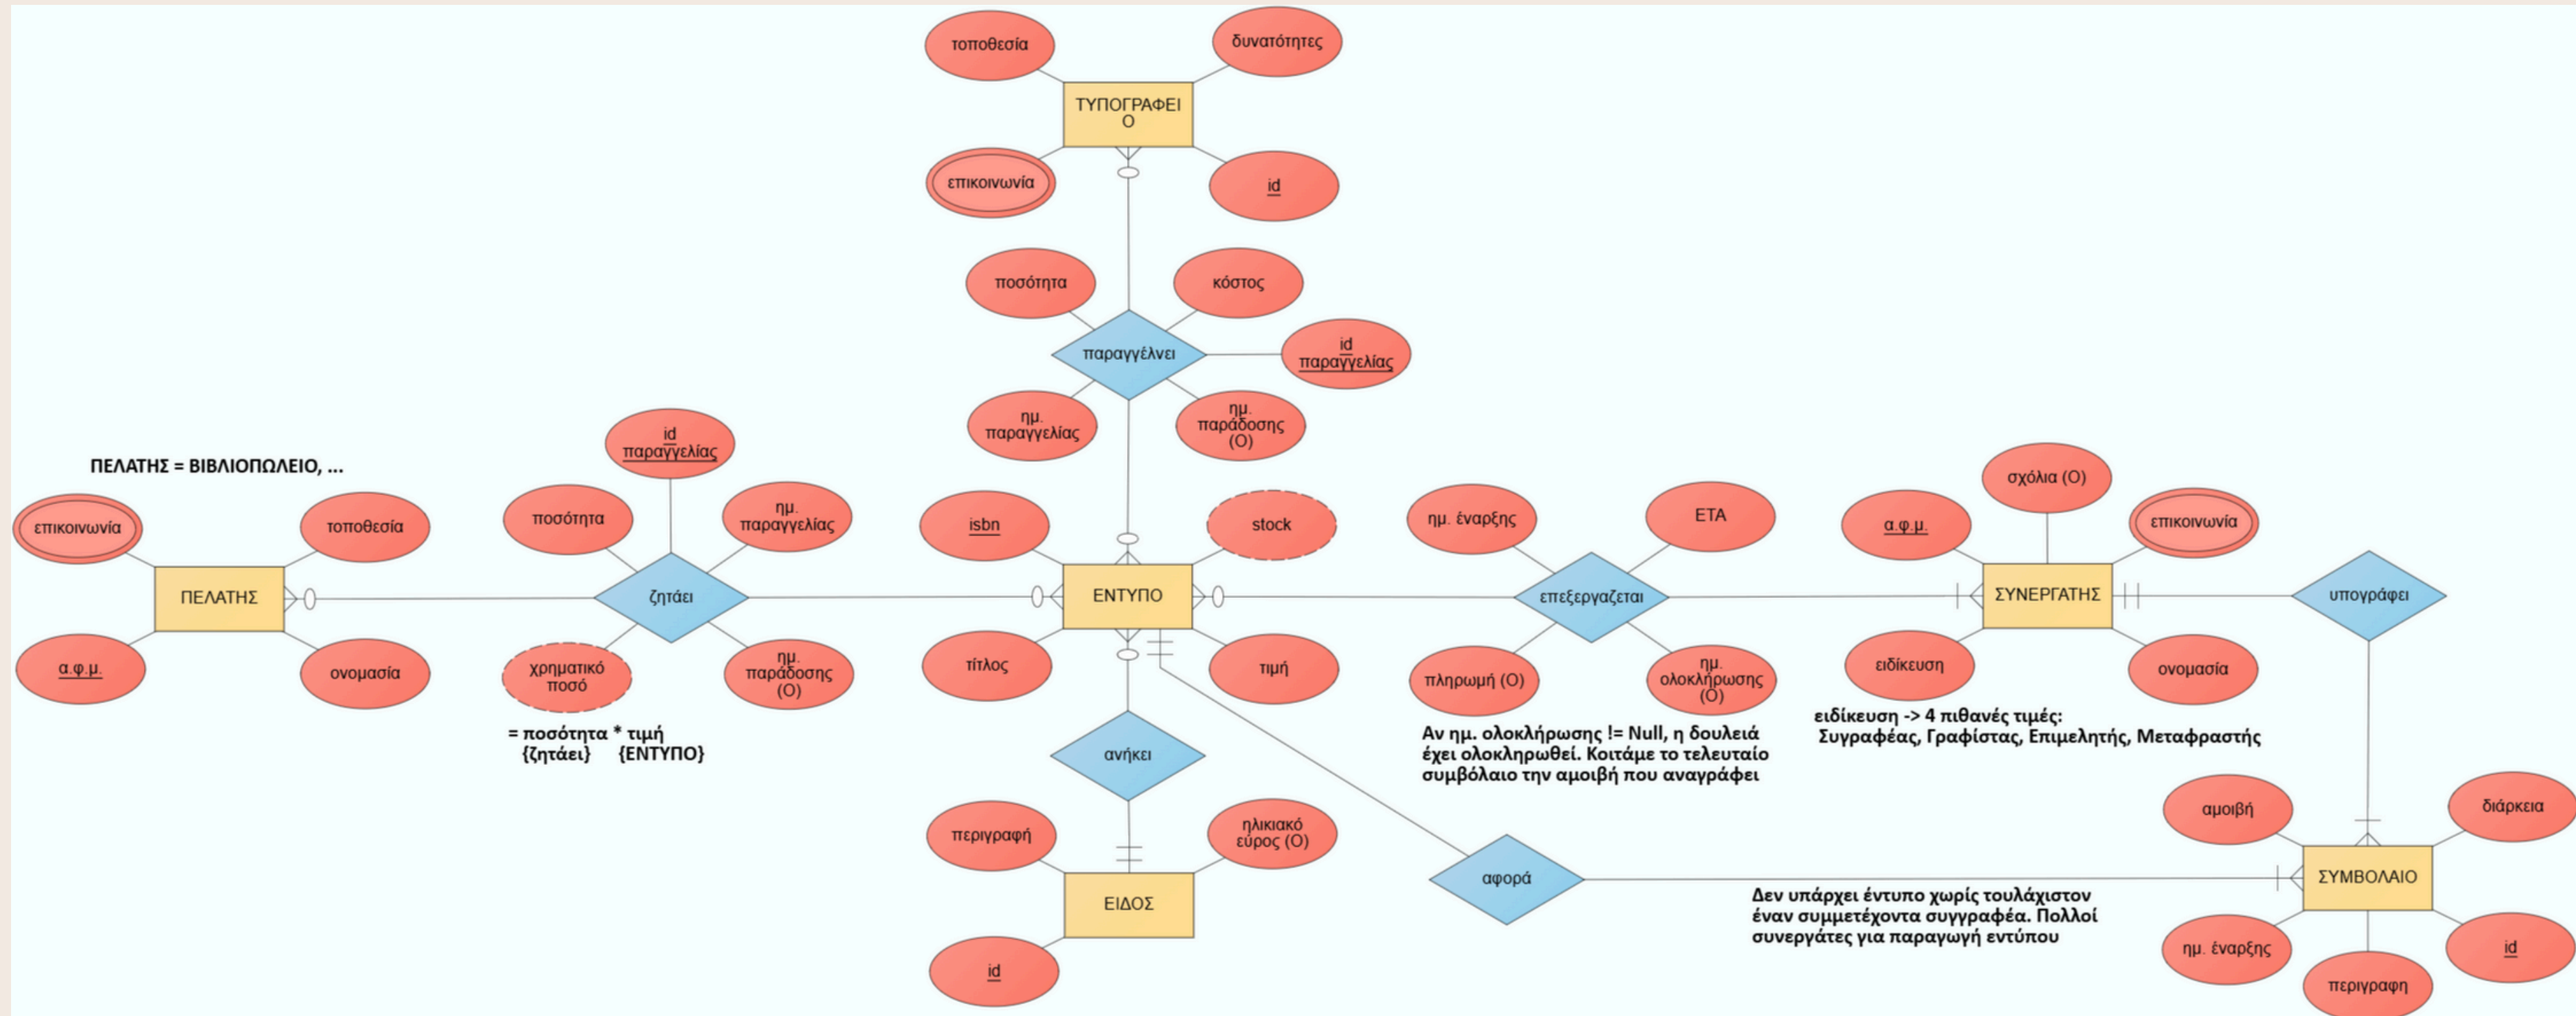 τοποθεσία
δυνατότητες
ΤΥΠΟΓΡΑΦΕΙ
Ο
επικοινωνία
id
ποσότητα
κόστος
παραγγέλνει
id
παραγγελίας
ημ.
παραγγελίας
ημ.
παράδοσης
(Ο)
ΠΕΛΑΤΗΣ = ΒΙΒΛΙΟΠΩΛΕΙΟ, ...
επικοινωνία
τοποθεσία
ΠΕΛΑΤΗΣ
α.φ.μ.
ονομασία
id
παραγγελίας
ποσότητα
ημ.
παραγγελίας
ζητάει
χρηματικό
ποσό
ημ.
παράδοσης
(Ο)
= ποσότητα * τιμή
{ζητάει} {ΕΝΤΥΠΟ}
isbn
stock
ΕΝΤΥΠΟ
τίτλος
τιμή
ανήκει
περιγραφή
ηλικιακό
εύρος (Ο)
ΕΙΔΟΣ
id
ημ. έναρξης
ETA
επεξεργαζεται
πληρωμή (Ο)
ημ.
ολοκλήρωσης
(Ο)
Αν ημ. ολοκλήρωσης != Null, η δουλειά
έχει ολοκληρωθεί. Κοιτάμε το τελευταίο
συμβόλαιο την αμοιβή που αναγράφει
σχόλια (Ο)
α.φ.μ.
επικοινωνία
ΣΥΝΕΡΓΑΤΗΣ
ειδίκευση
ονομασία
ειδίκευση -> 4 πιθανές τιμές:
Συγραφέας, Γραφίστας, Επιμελητής, Μεταφραστής
υπογράφει
αφορά
Δεν υπάρχει έντυπο χωρίς τουλάχιστον
έναν συμμετέχοντα συγγραφέα. Πολλοί
συνεργάτες για παραγωγή εντύπου
αμοιβή
διάρκεια
ΣΥΜΒΟΛΑΙΟ
ημ. έναρξης
id
περιγραφη